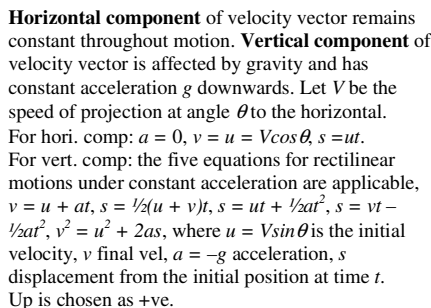 Horizontal component of velocity vector remains
constant throughout motion. Vertical component of
velocity vector is affected by gravity and has
constant acceleration g downwards. Let V be the
speed of projection at angle θ to the horizontal.
For hori. comp: a = 0, v = u = Vcosθ, s =ut.
For vert. comp: the five equations for rectilinear
motions under constant acceleration are applicable,
v = u + at, s = ½(u + v)t, s = ut + ½at², s = vt –
½at², v² = u² + 2as, where u = Vsinθ is the initial
velocity, v final vel, a = –g acceleration, s
displacement from the initial position at time t.
Up is chosen as +ve.